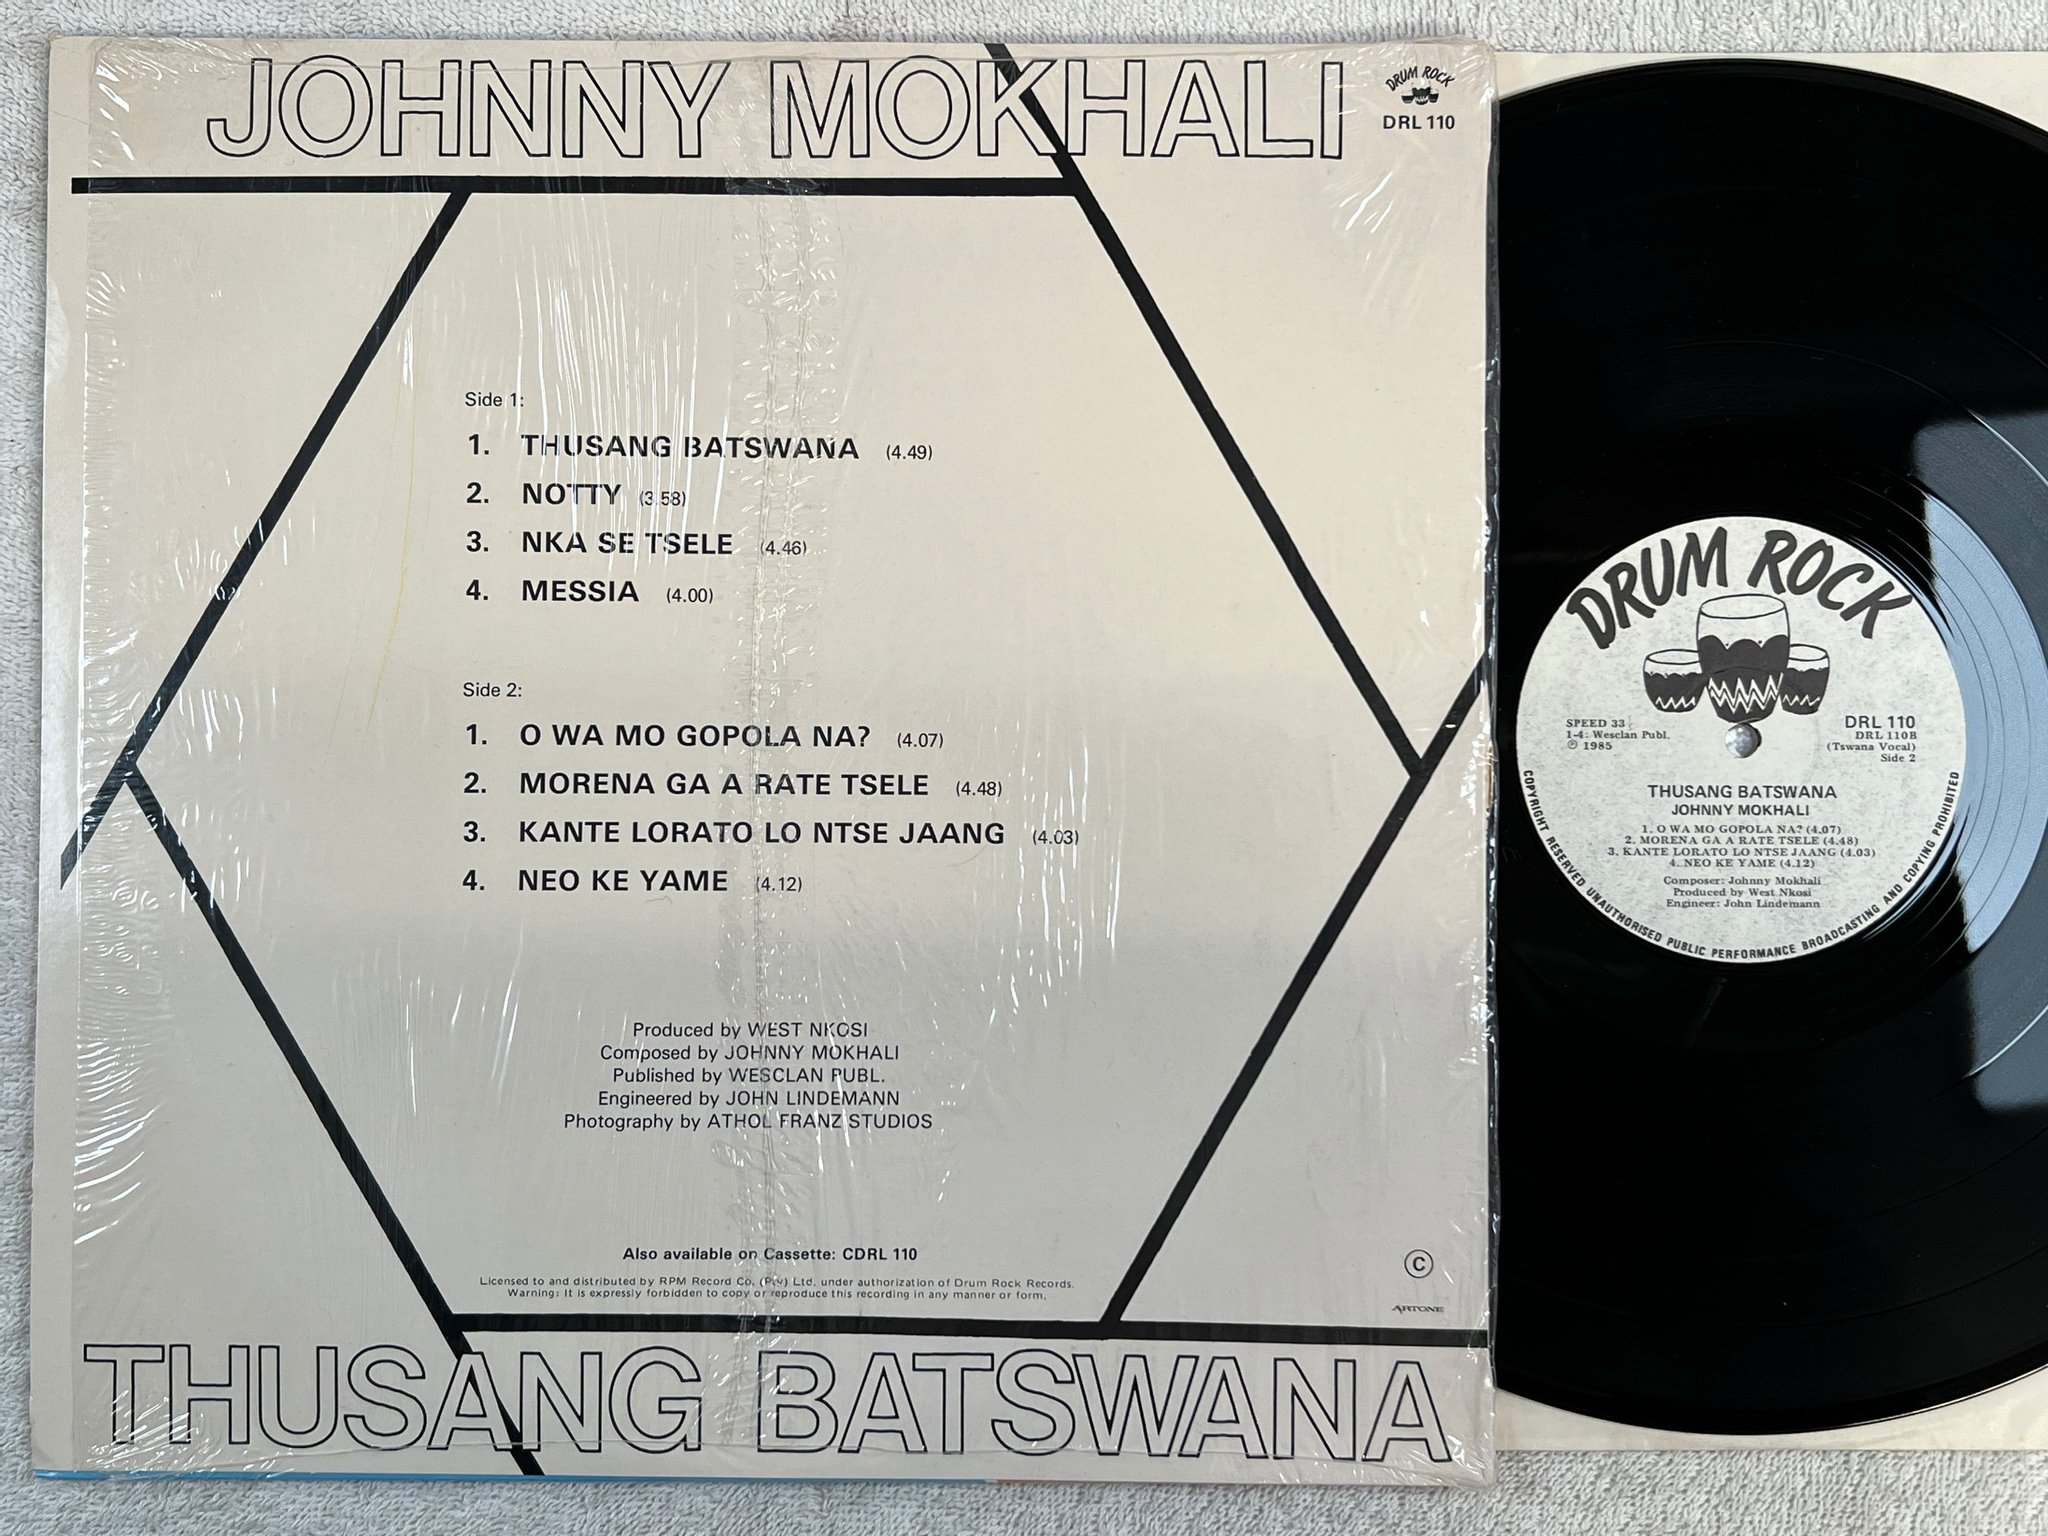 JOHNNY MOKHALI
DRUM ROCK
DRL 110
Side 1:
1. THUSANG BATSWANA (4.49)
2. NOTTY (3.58)
3. NKA SE TSELE (4.46)
4. MESSIA (4.00)
Side 2:
1. O WA MO GOPOLA NA? (4.07)
2. MORENA GA A RATE TSELE (4.48)
3. KANTE LORATO LO NTSE JAANG (4.03)
4. NEO KE YAME (4.12)
Produced by WEST NKOSI
Composed by JOHNNY MOKHALI
Published by WESCLAN PUBL.
Engineered by JOHN LINDEMANN
Photography by ATHOL FRANZ STUDIOS
Also available on Cassette: CDRL 110
Licensed to and distributed by RPM Record Co. (Pty) Ltd. under authorization of Drum Rock Records.
Warning: It is expressly forbidden to copy or reproduce this recording in any manner or form.
©
ARTONE
THUSANG BATSWANA
DRUM ROCK
SPEED 33
1-4: Wesclan Publ.
℗ 1985
DRL 110
DRL 110B
(Tswana Vocal)
Side 2
THUSANG BATSWANA
JOHNNY MOKHALI
1. O WA MO GOPOLA NA? (4.07)
2. MORENA GA A RATE TSELE (4.48)
3. KANTE LORATO LO NTSE JAANG (4.03)
4. NEO KE YAME (4.12)
Composer: Johnny Mokhali
Produced by West Nkosi
Engineer: John Lindemann
COPYRIGHT RESERVED UNAUTHORISED PUBLIC PERFORMANCE BROADCASTING AND COPYING PROHIBITED